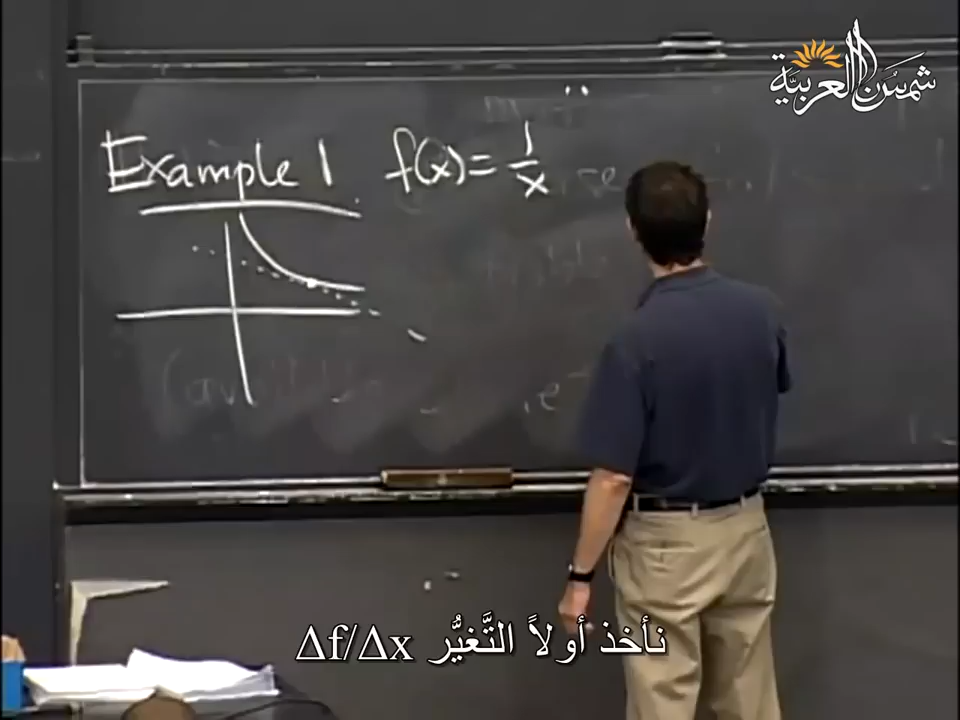 شمس العربية
Example 1 f(x) = 1/x
نأخذ أولاً التَّغيُّر Δf/Δx